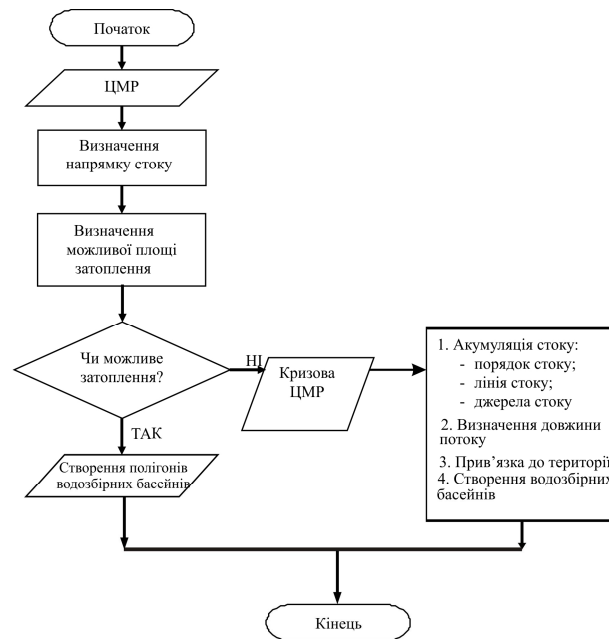 Початок
ЦМР
Визначення
напрямку стоку
Визначення
можливої площі
затоплення
Чи можливе
затоплення?
НІ
Кризова
ЦМР
1. Акумуляція стоку:
- порядок стоку;
- лінія стоку;
- джерела стоку
2. Визначення довжини
потоку
3. Прив’язка до території
4. Створення водозбірних
басейнів
ТАК
Створення полігонів
водозбірних бассйнів
Кінець